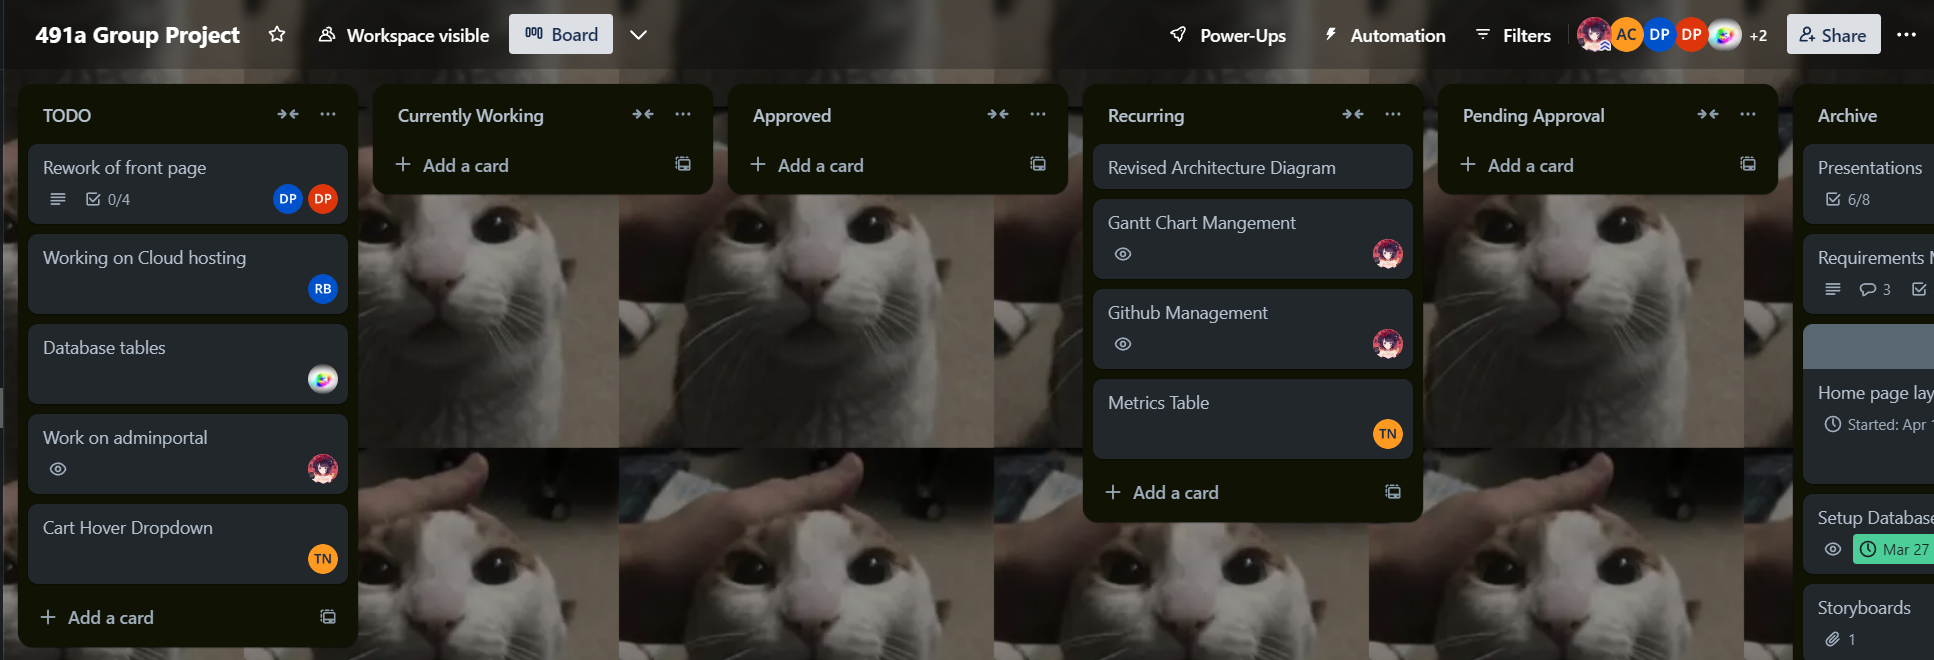 491a Group Project
Workspace visible
Board
Power-Ups
Automation
Filters
AC
DP
DP
+2
Share
TODO
Rework of front page
0/4
DP
DP
Working on Cloud hosting
RB
Database tables
Work on adminportal
Cart Hover Dropdown
TN
Add a card
Currently Working
Add a card
Approved
Add a card
Recurring
Revised Architecture Diagram
Gantt Chart Mangement
Github Management
Metrics Table
TN
Add a card
Pending Approval
Add a card
Archive
Presentations
6/8
Requirements
3
Home page lay
Started: Apr
Setup Database
Mar 27
Storyboards
1